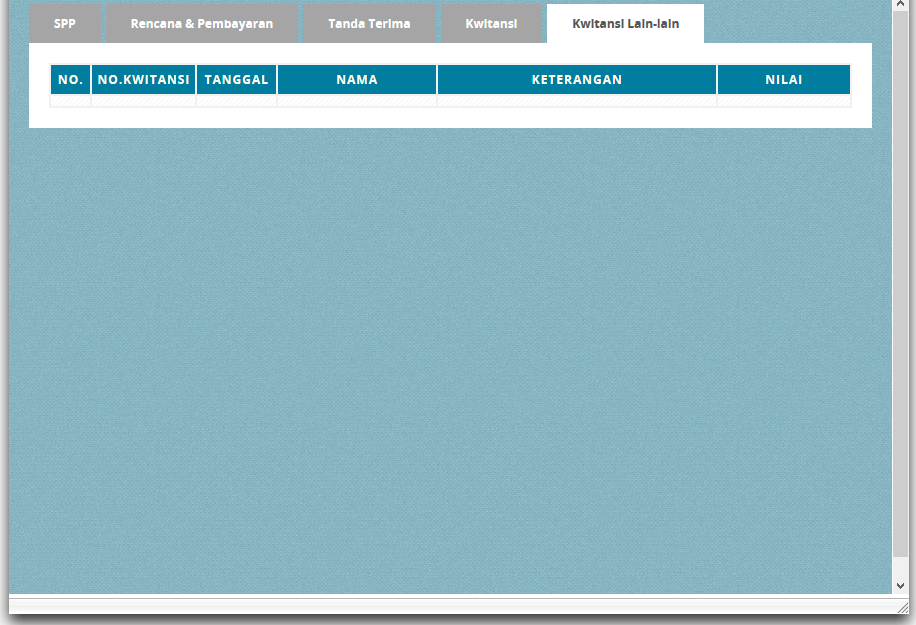 SPP Rencana & Pembayaran Tanda Terima Kwitansi Kwitansi Lain-lain
NO. NO.KWITANSI TANGGAL NAMA KETERANGAN NILAI